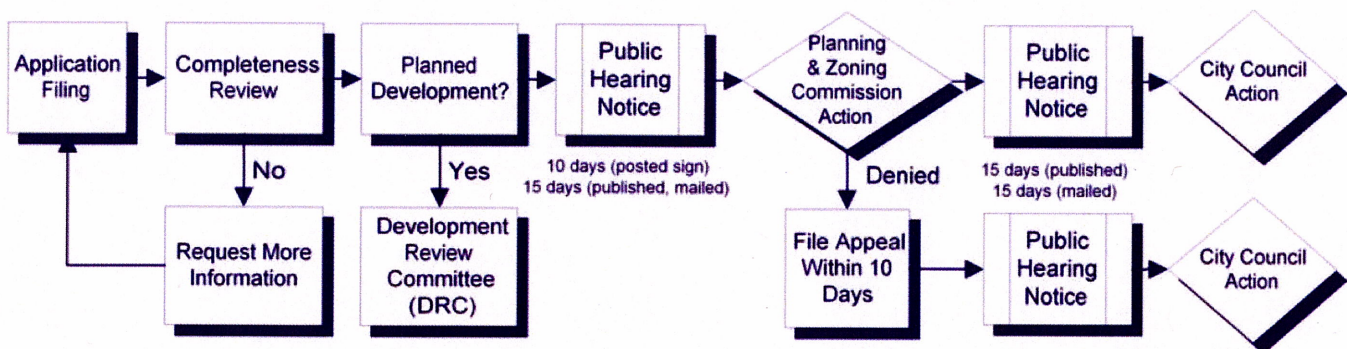 Application
Filing
Completeness
Review
Planned
Development?
Public
Hearing
Notice
Planning
& Zoning
Commission
Action
Public
Hearing
Notice
City Council
Action
10 days (posted sign)
15 days (published, mailed)
15 days (published)
15 days (mailed)
No
Yes
Denied
Request More
Information
Development
Review
Committee
(DRC)
File Appeal
Within 10
Days
Public
Hearing
Notice
City Council
Action